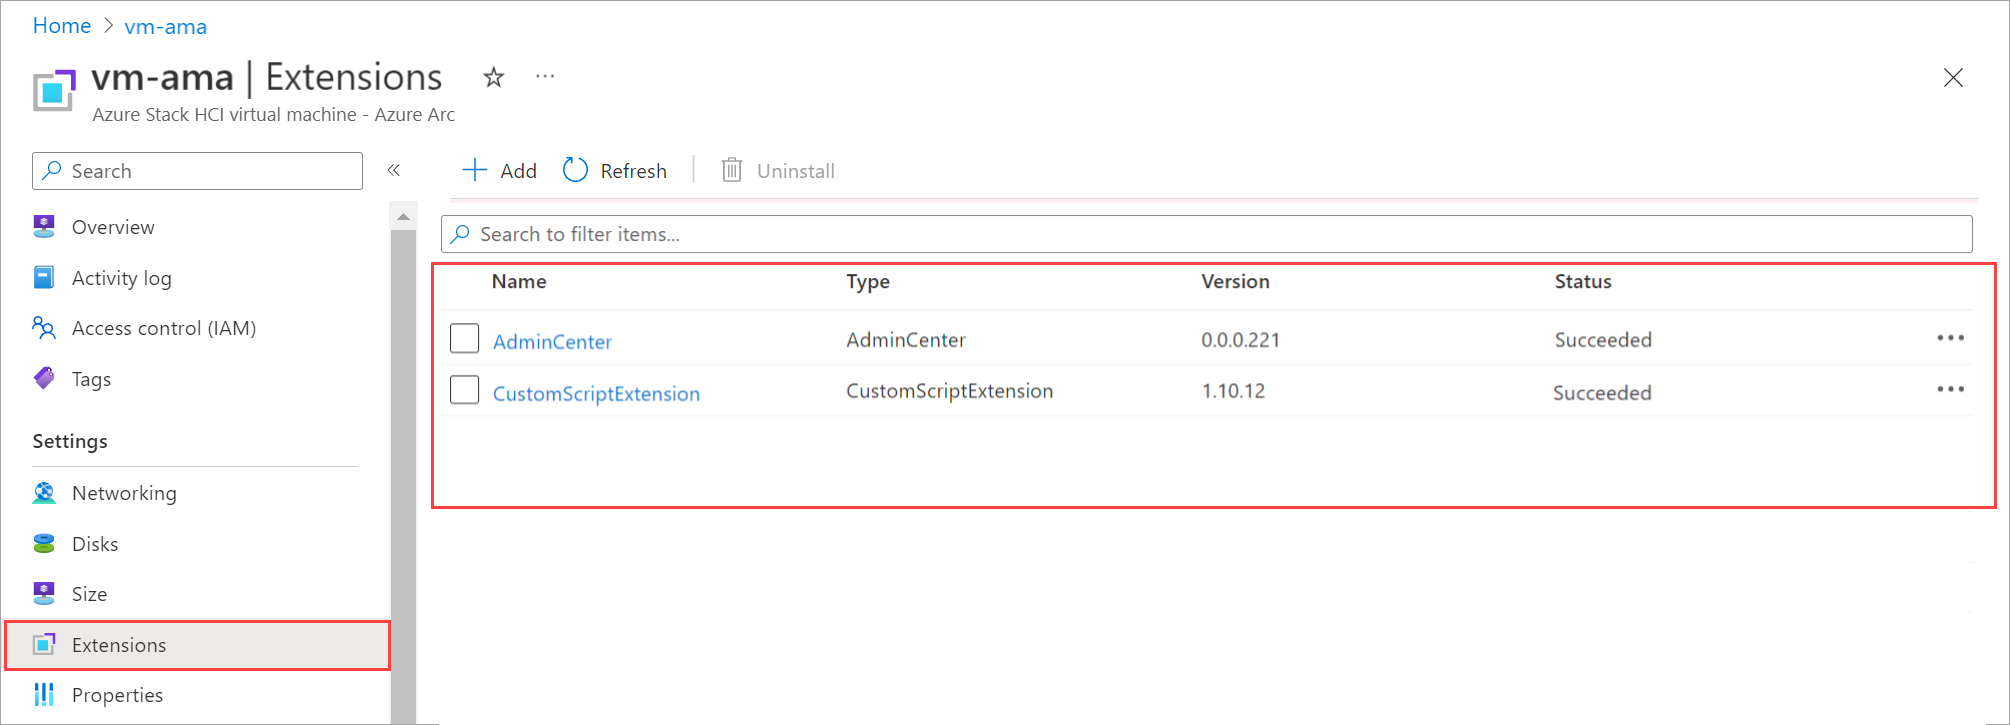 Home > vm-ama
vm-ama | Extensions ☆ ...
Azure Stack HCI virtual machine - Azure Arc
Search «
Overview
Activity log
Access control (IAM)
Tags
Settings
Networking
Disks
Size
Extensions
Properties
+ Add Refresh | Uninstall
Search to filter items...
Name Type Version Status
AdminCenter AdminCenter 0.0.0.221 Succeeded ...
CustomScriptExtension CustomScriptExtension 1.10.12 Succeeded ...